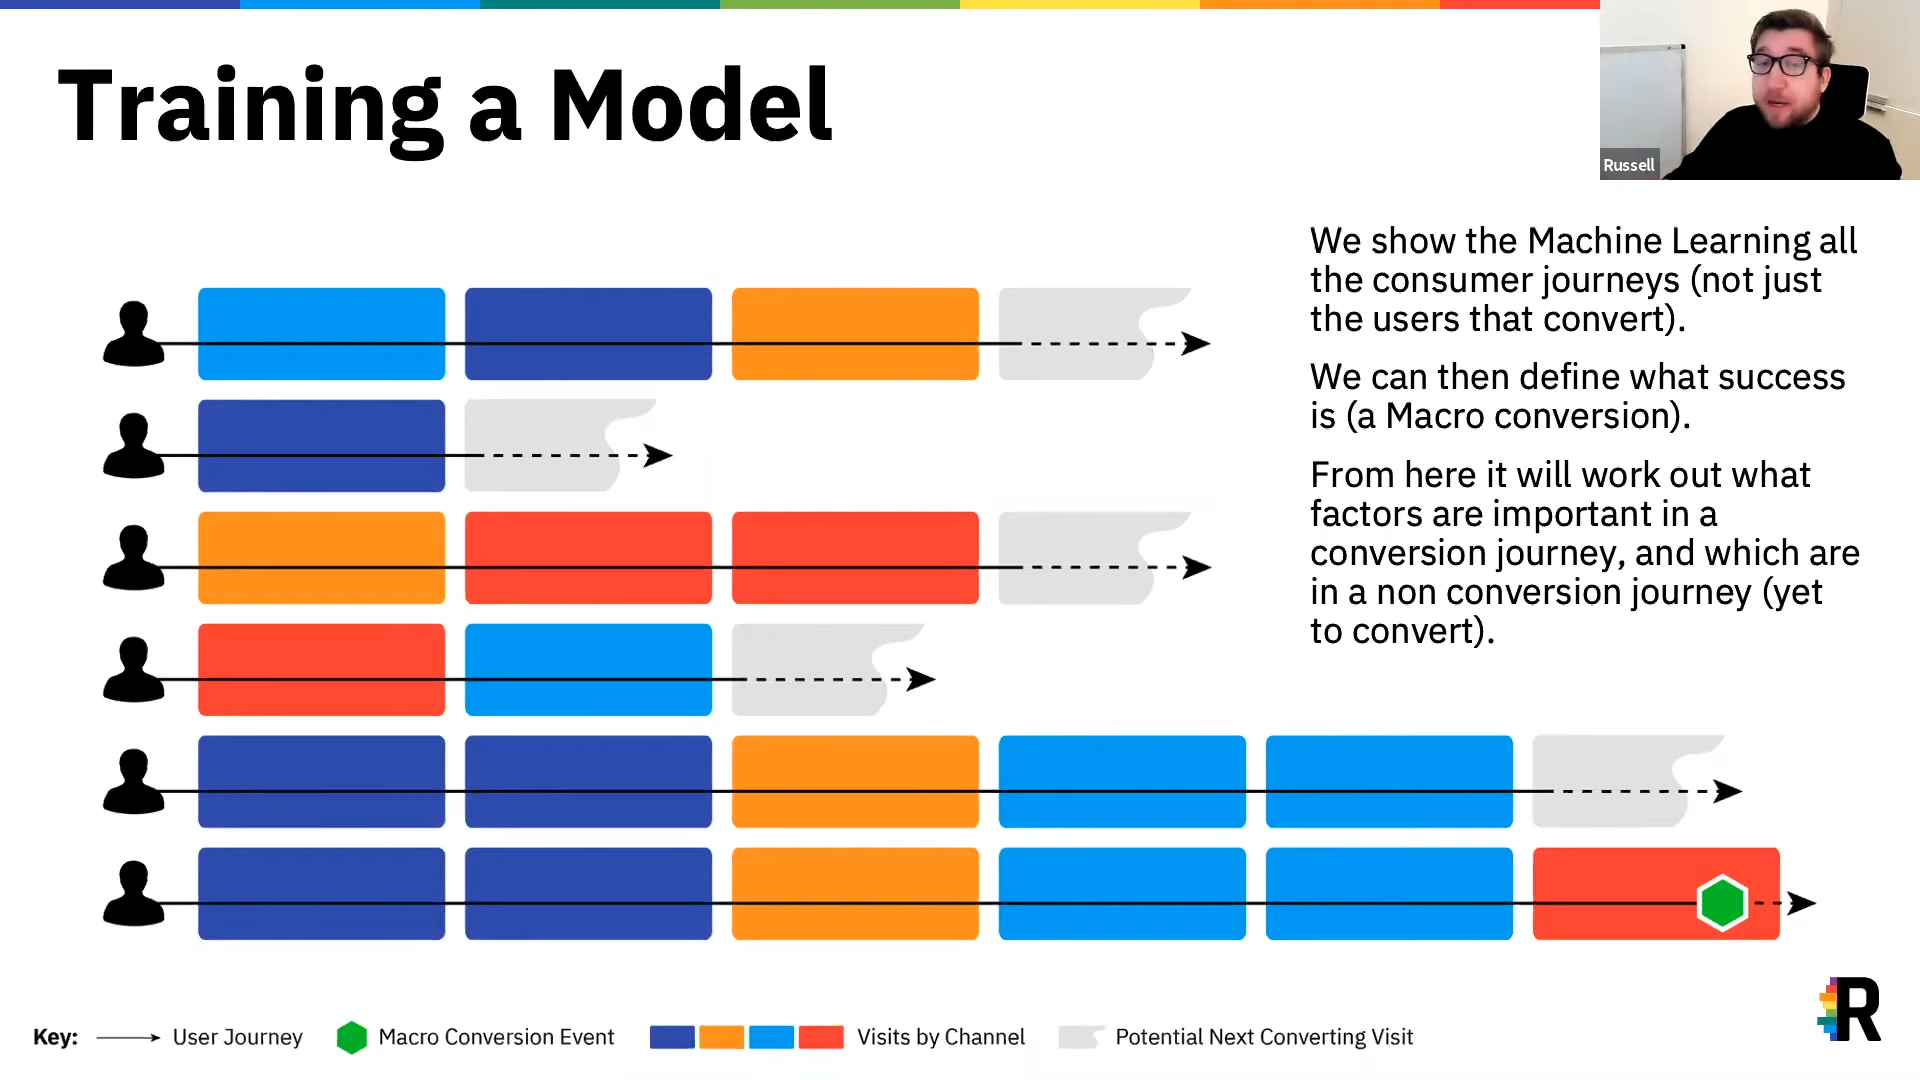 Training a Model
Russell
We show the Machine Learning all
the consumer journeys (not just
the users that convert).
We can then define what success
is (a Macro conversion).
From here it will work out what
factors are important in a
conversion journey, and which are
in a non conversion journey (yet
to convert).
R
Key: User Journey Macro Conversion Event Visits by Channel Potential Next Converting Visit